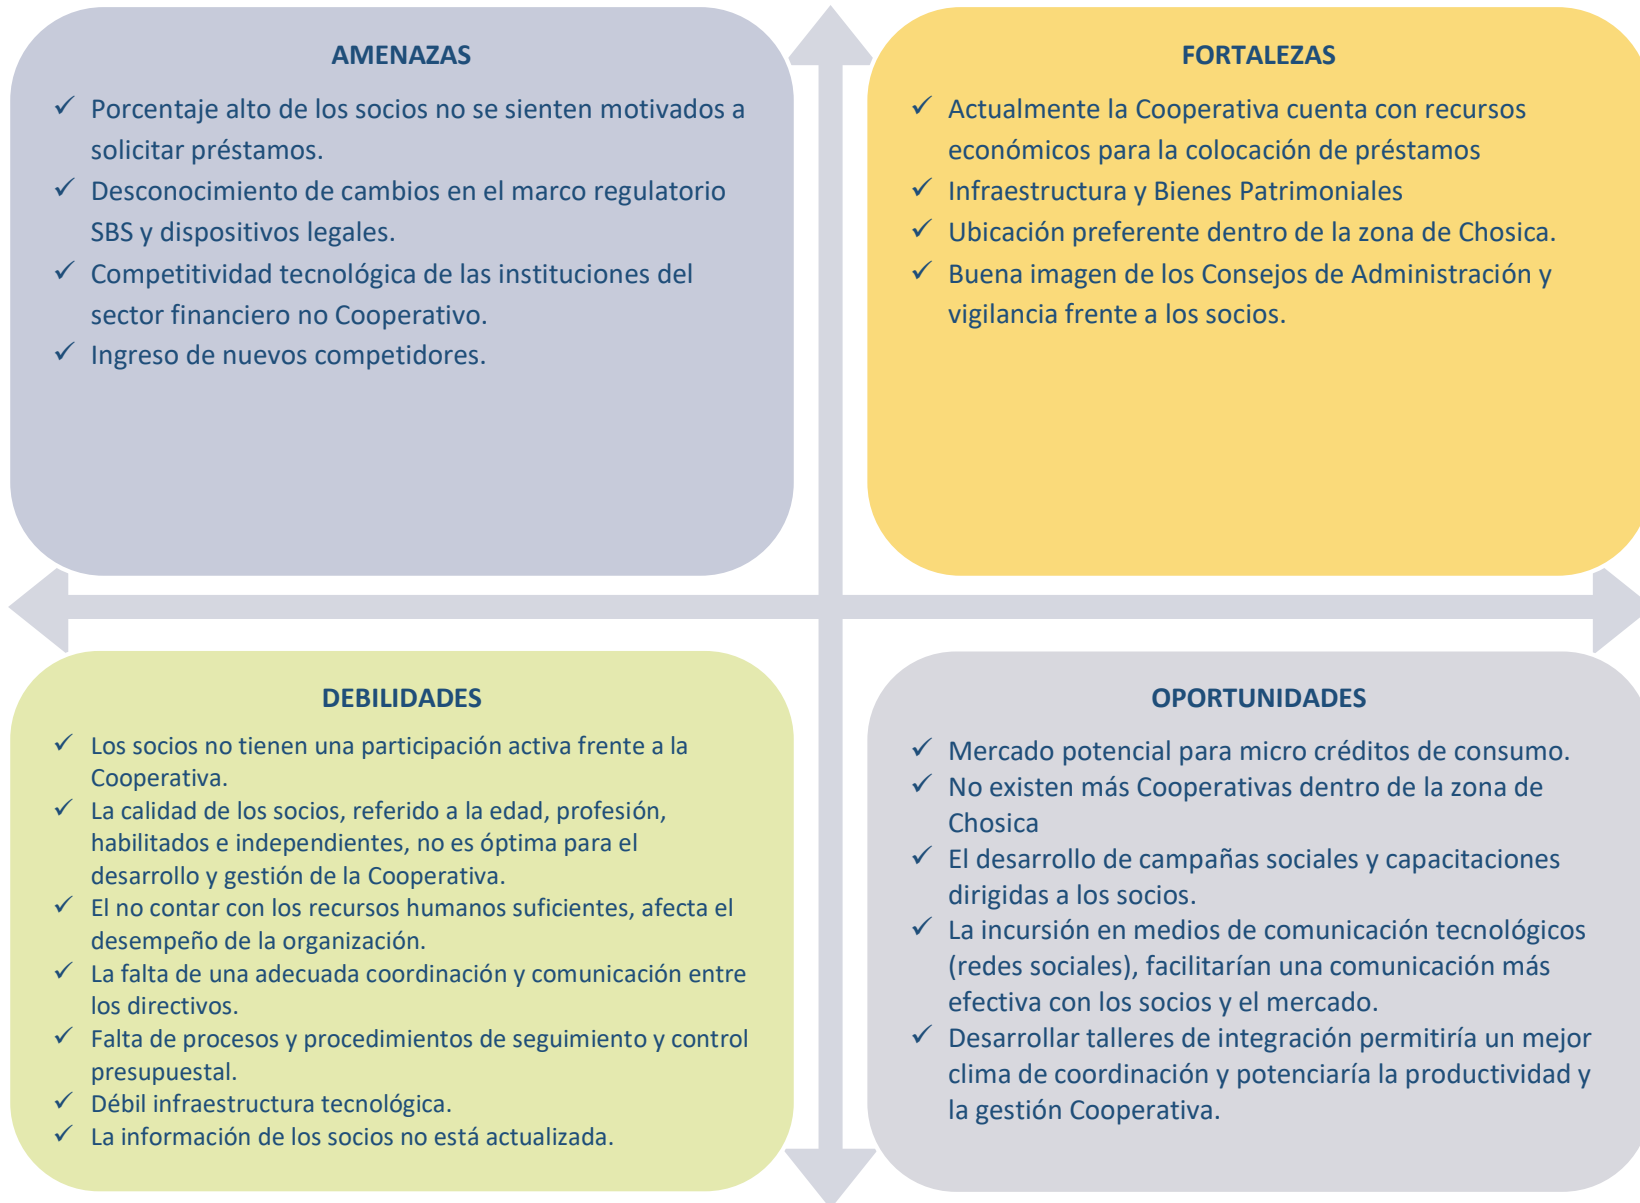 AMENAZAS
✓ Porcentaje alto de los socios no se sienten motivados a
solicitar préstamos.
✓ Desconocimiento de cambios en el marco regulatorio
SBS y dispositivos legales.
✓ Competitividad tecnológica de las instituciones del
sector financiero no Cooperativo.
✓ Ingreso de nuevos competidores.
FORTALEZAS
✓ Actualmente la Cooperativa cuenta con recursos
económicos para la colocación de préstamos
✓ Infraestructura y Bienes Patrimoniales
✓ Ubicación preferente dentro de la zona de Chosica.
✓ Buena imagen de los Consejos de Administración y
vigilancia frente a los socios.
DEBILIDADES
✓ Los socios no tienen una participación activa frente a la
Cooperativa.
✓ La calidad de los socios, referido a la edad, profesión,
habilitados e independientes, no es óptima para el
desarrollo y gestión de la Cooperativa.
✓ El no contar con los recursos humanos suficientes, afecta el
desempeño de la organización.
✓ La falta de una adecuada coordinación y comunicación entre
los directivos.
✓ Falta de procesos y procedimientos de seguimiento y control
presupuestal.
✓ Débil infraestructura tecnológica.
✓ La información de los socios no está actualizada.
OPORTUNIDADES
✓ Mercado potencial para micro créditos de consumo.
✓ No existen más Cooperativas dentro de la zona de
Chosica
✓ El desarrollo de campañas sociales y capacitaciones
dirigidas a los socios.
✓ La incursión en medios de comunicación tecnológicos
(redes sociales), facilitarían una comunicación más
efectiva con los socios y el mercado.
✓ Desarrollar talleres de integración permitiría un mejor
clima de coordinación y potenciaría la productividad y
la gestión Cooperativa.